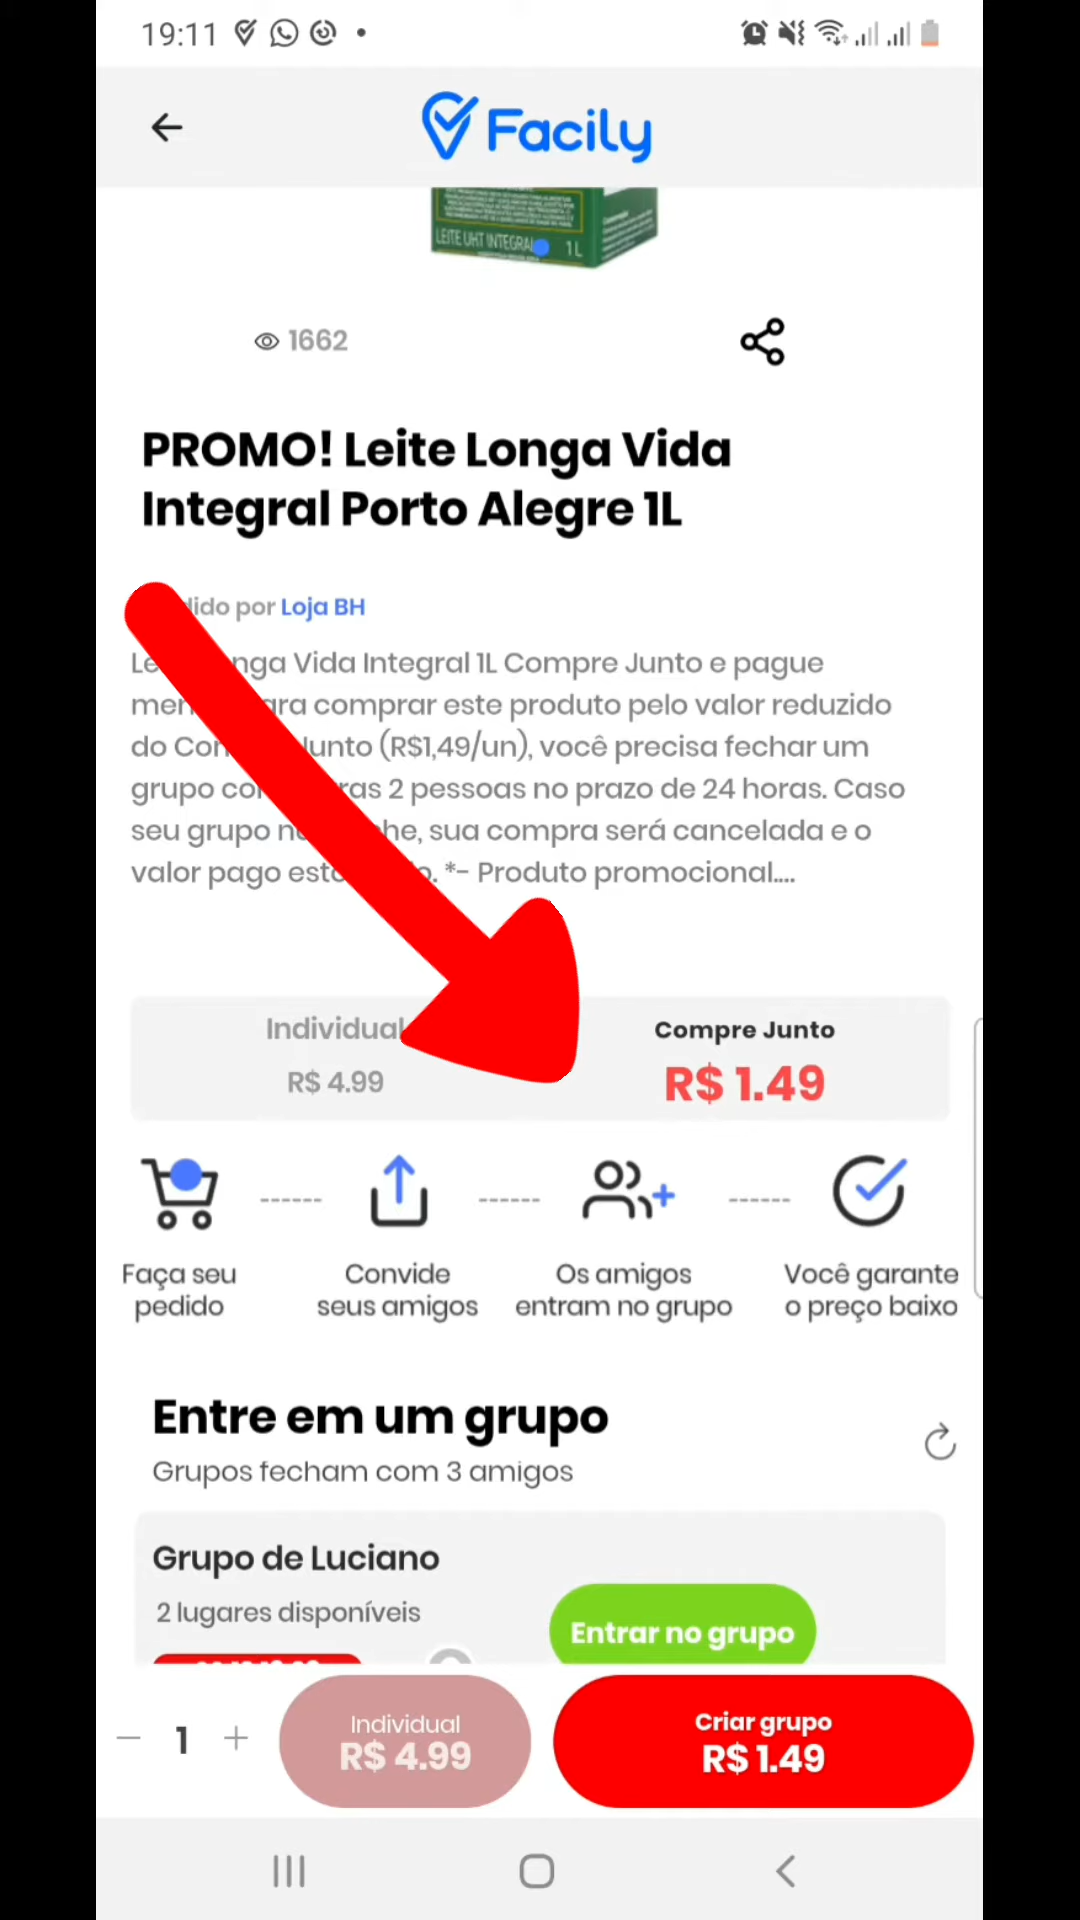 19:11
Facily
LEITE UHT INTEGRAL 1L
1662
PROMO! Leite Longa Vida
Integral Porto Alegre 1L
dido por Loja BH
Le nga Vida Integral 1L Compre Junto e pague
men ara comprar este produto pelo valor reduzido
do Com Junto (R$1,49/un), você precisa fechar um
grupo co ras 2 pessoas no prazo de 24 horas. Caso
seu grupo n he, sua compra será cancelada e o
valor pago esto o. *- Produto promocional....
Individual
Compre Junto
R$ 4.99
R$ 1.49
Faça seu
pedido
Convide
seus amigos
Os amigos
entram no grupo
Você garante
o preço baixo
Entre em um grupo
Grupos fecham com 3 amigos
Grupo de Luciano
2 lugares disponíveis
Entrar no grupo
1
Individual
R$ 4.99
Criar grupo
R$ 1.49